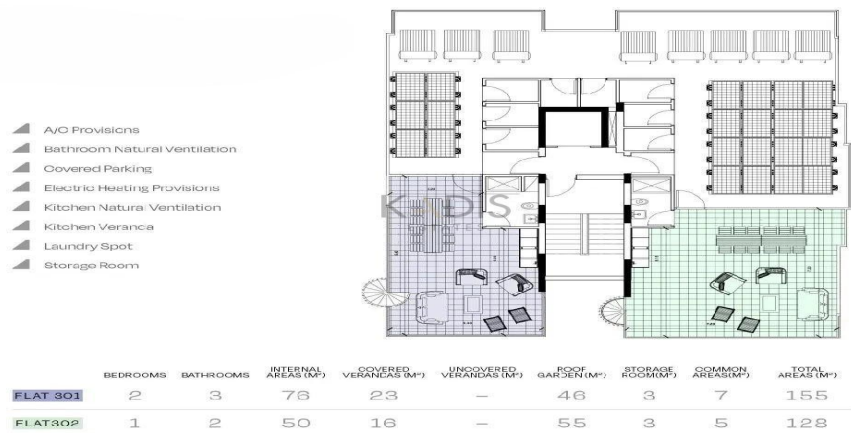 A/C Provisions
Bathroom Natural Ventilation
Covered Parking
Electric Heating Provisions
Kitchen Natural Ventilation
Kitchen Veranda
Laundry Spot
Storage Room
KADIS
BEDROOMS BATHROOMS INTERNAL AREAS (M²) COVERED VERANDAS (M²) UNCOVERED VERANDAS (M²) ROOF GARDEN (M²) STORAGE ROOM(M²) COMMON AREAS(M²) TOTAL AREAS (M²)
FLAT 301 2 3 76 23 – 46 3 7 155
FLAT302 1 2 50 16 – 55 3 5 128